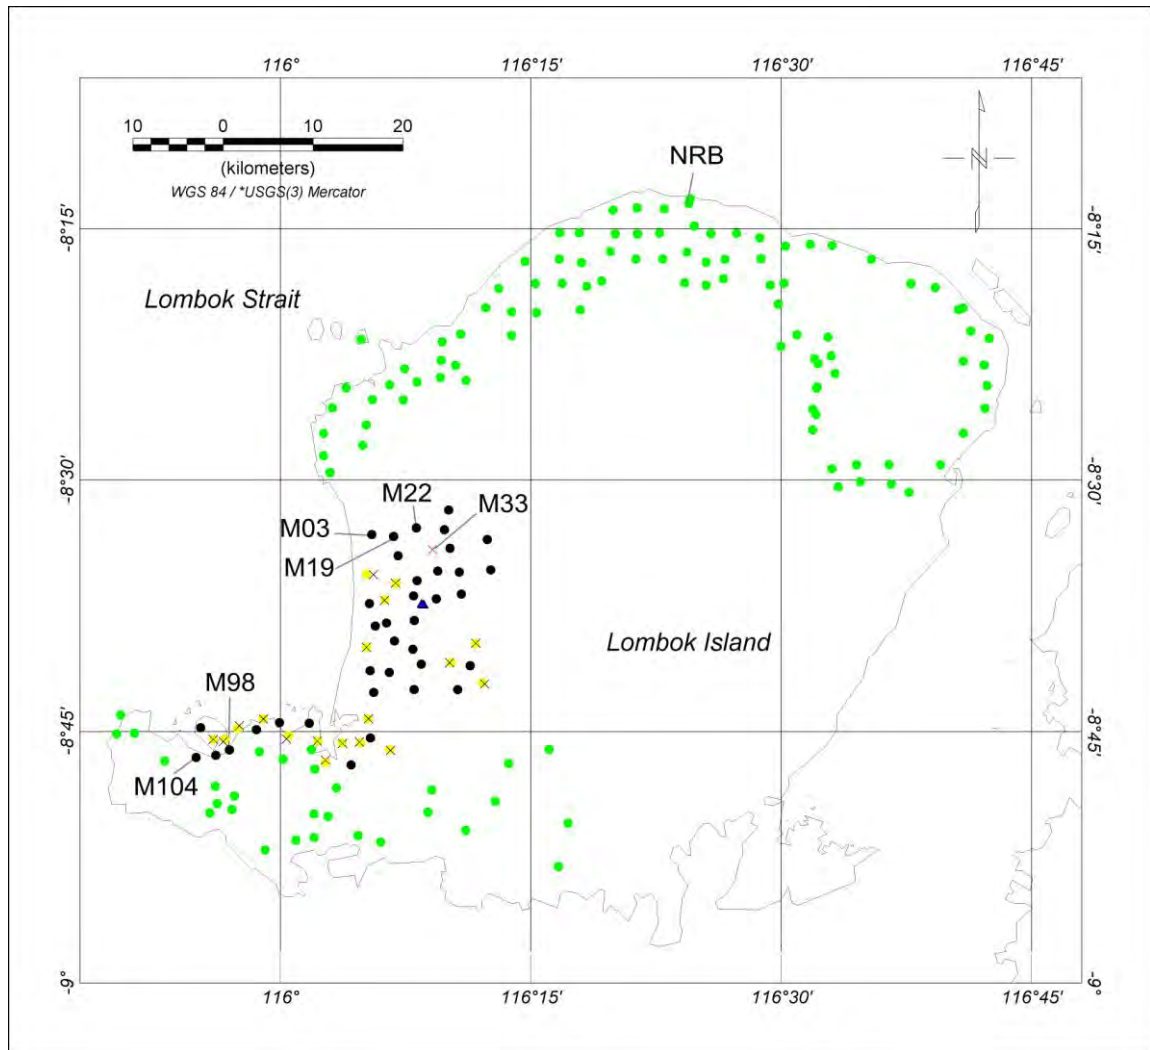 116° 116°15′ 116°30′ 116°45′
10 0 10 20
(kilometers)
WGS 84 / *USGS(3) Mercator
N
NRB
-8°15′ -8°15′
Lombok Strait
-8°30′ -8°30′
M22
M33
M03
M19
Lombok Island
M98
-8°45′ -8°45′
M104
-9° -9°
116° 116°15′ 116°30′ 116°45′